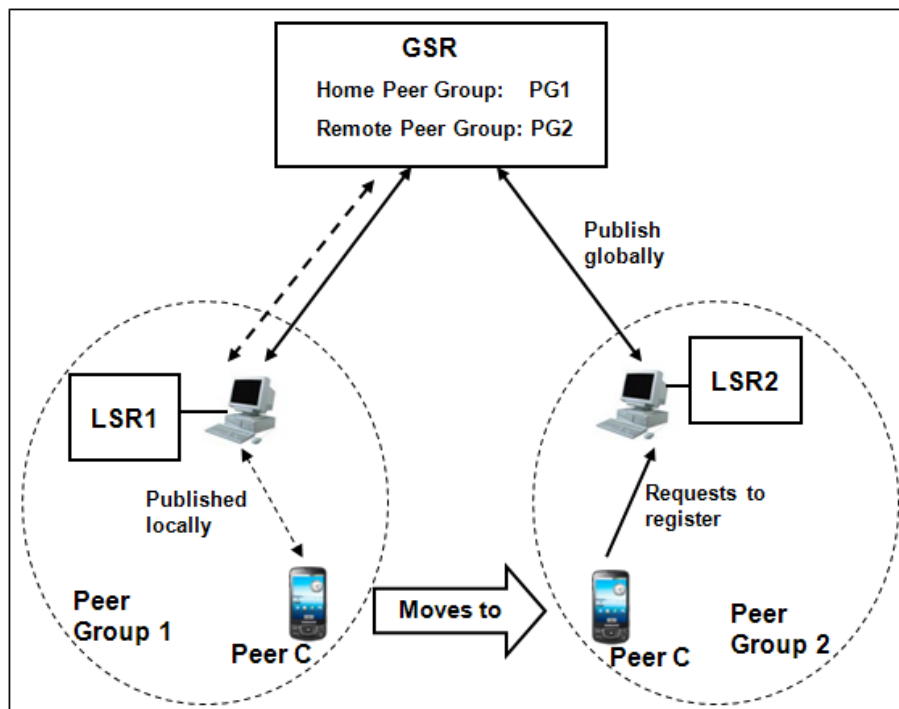 GSR
Home Peer Group: PG1
Remote Peer Group: PG2
Publish
globally
LSR1
LSR2
Published
locally
Requests to
register
Peer
Group 1
Peer C
Moves to
Peer C
Peer
Group 2